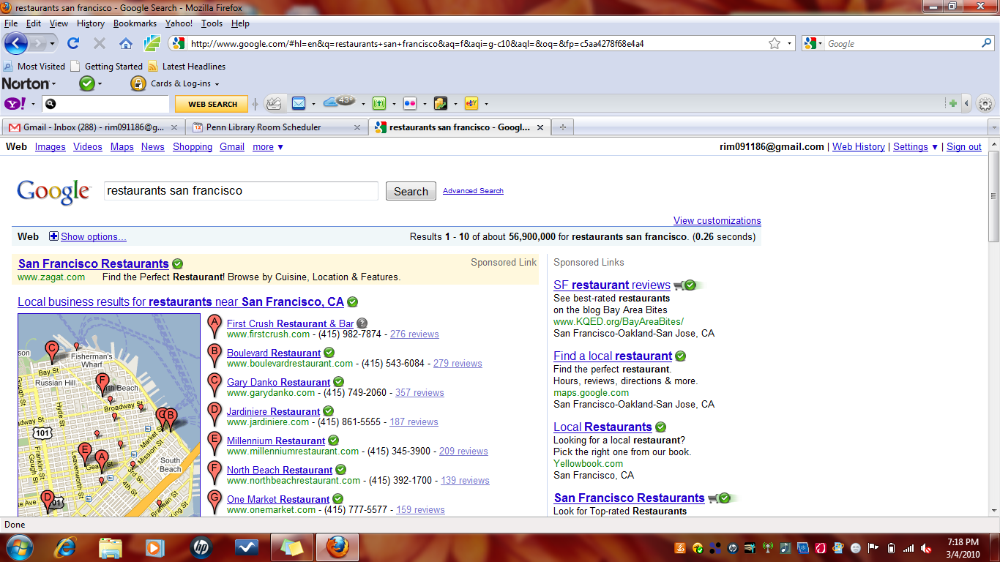 restaurants san francisco - Google Search - Mozilla Firefox
File Edit View History Bookmarks Yahoo! Tools Help
http://www.google.com/#hl=en&q=restaurants+san+francisco&aq=f&aqi=g-c10&aql=&oq=&fp=c5aa4278f68e4a4
Google
Most Visited Getting Started Latest Headlines
Norton Cards & Log-ins
Y! WEB SEARCH 43° eBY
Gmail - Inbox (288) - rim091186@g... Penn Library Room Scheduler restaurants san francisco - Googl...
Web Images Videos Maps News Shopping Gmail more ▼
rim091186@gmail.com | Web History | Settings ▼ | Sign out
Google restaurants san francisco Search Advanced Search
View customizations
Web Show options...
Results 1 - 10 of about 56,900,000 for restaurants san francisco. (0.26 seconds)
San Francisco Restaurants
Sponsored Link
www.zagat.com Find the Perfect Restaurant! Browse by Cuisine, Location & Features.
Local business results for restaurants near San Francisco, CA
A First Crush Restaurant & Bar
www.firstcrush.com - (415) 982-7874 - 276 reviews
B Boulevard Restaurant
www.boulevardrestaurant.com - (415) 543-6084 - 279 reviews
C Gary Danko Restaurant
www.garydanko.com - (415) 749-2060 - 357 reviews
D Jardiniere Restaurant
www.jardiniere.com - (415) 861-5555 - 187 reviews
E Millennium Restaurant
www.millenniumrestaurant.com - (415) 345-3900 - 209 reviews
F North Beach Restaurant
www.northbeachrestaurant.com - (415) 392-1700 - 139 reviews
G One Market Restaurant
www.onemarket.com - (415) 777-5577 - 159 reviews
son
C
Fisherman's
Wharf
Bay St
Russian Hill
F
North Beach
Gough St
Hyde St
Broadway St
dway St
G B
101
Market St
Mission St
E
A
Franklin St
Gough St
Leavenworth St
Geary St
South
Beach
3rd St
4th St
D
101
ve Ave
Brannan St
Sponsored Links
SF restaurant reviews
See best-rated restaurants
on the blog Bay Area Bites
www.KQED.org/BayAreaBites/
San Francisco-Oakland-San Jose, CA
Find a local restaurant
Find the perfect restaurant.
Hours, reviews, directions & more.
maps.google.com
San Francisco-Oakland-San Jose, CA
Local Restaurants
Looking for a local restaurant?
Pick the right one from our book.
Yellowbook.com
San Francisco, CA
San Francisco Restaurants
Look for Top-rated Restaurants
Done
hp
7:18 PM
3/4/2010